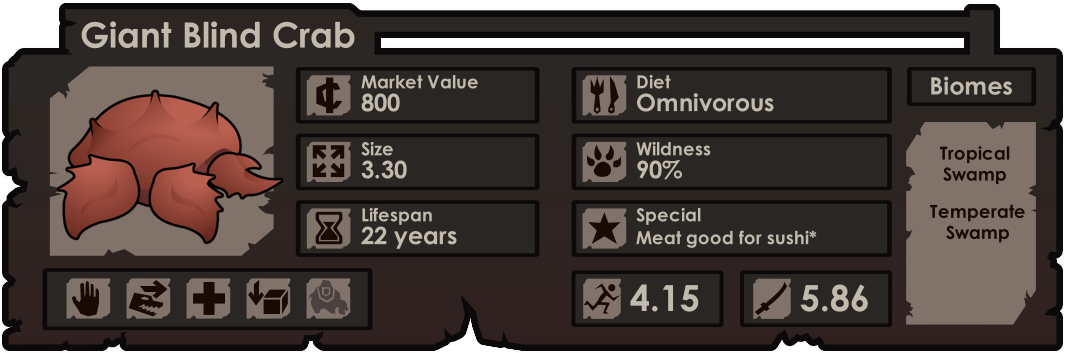 Giant Blind Crab
Market Value
800
Size
3.30
Lifespan
22 years
Diet
Omnivorous
Wildness
90%
Special
Meat good for sushi*
4.15
5.86
Biomes
Tropical
Swamp
Temperate
Swamp